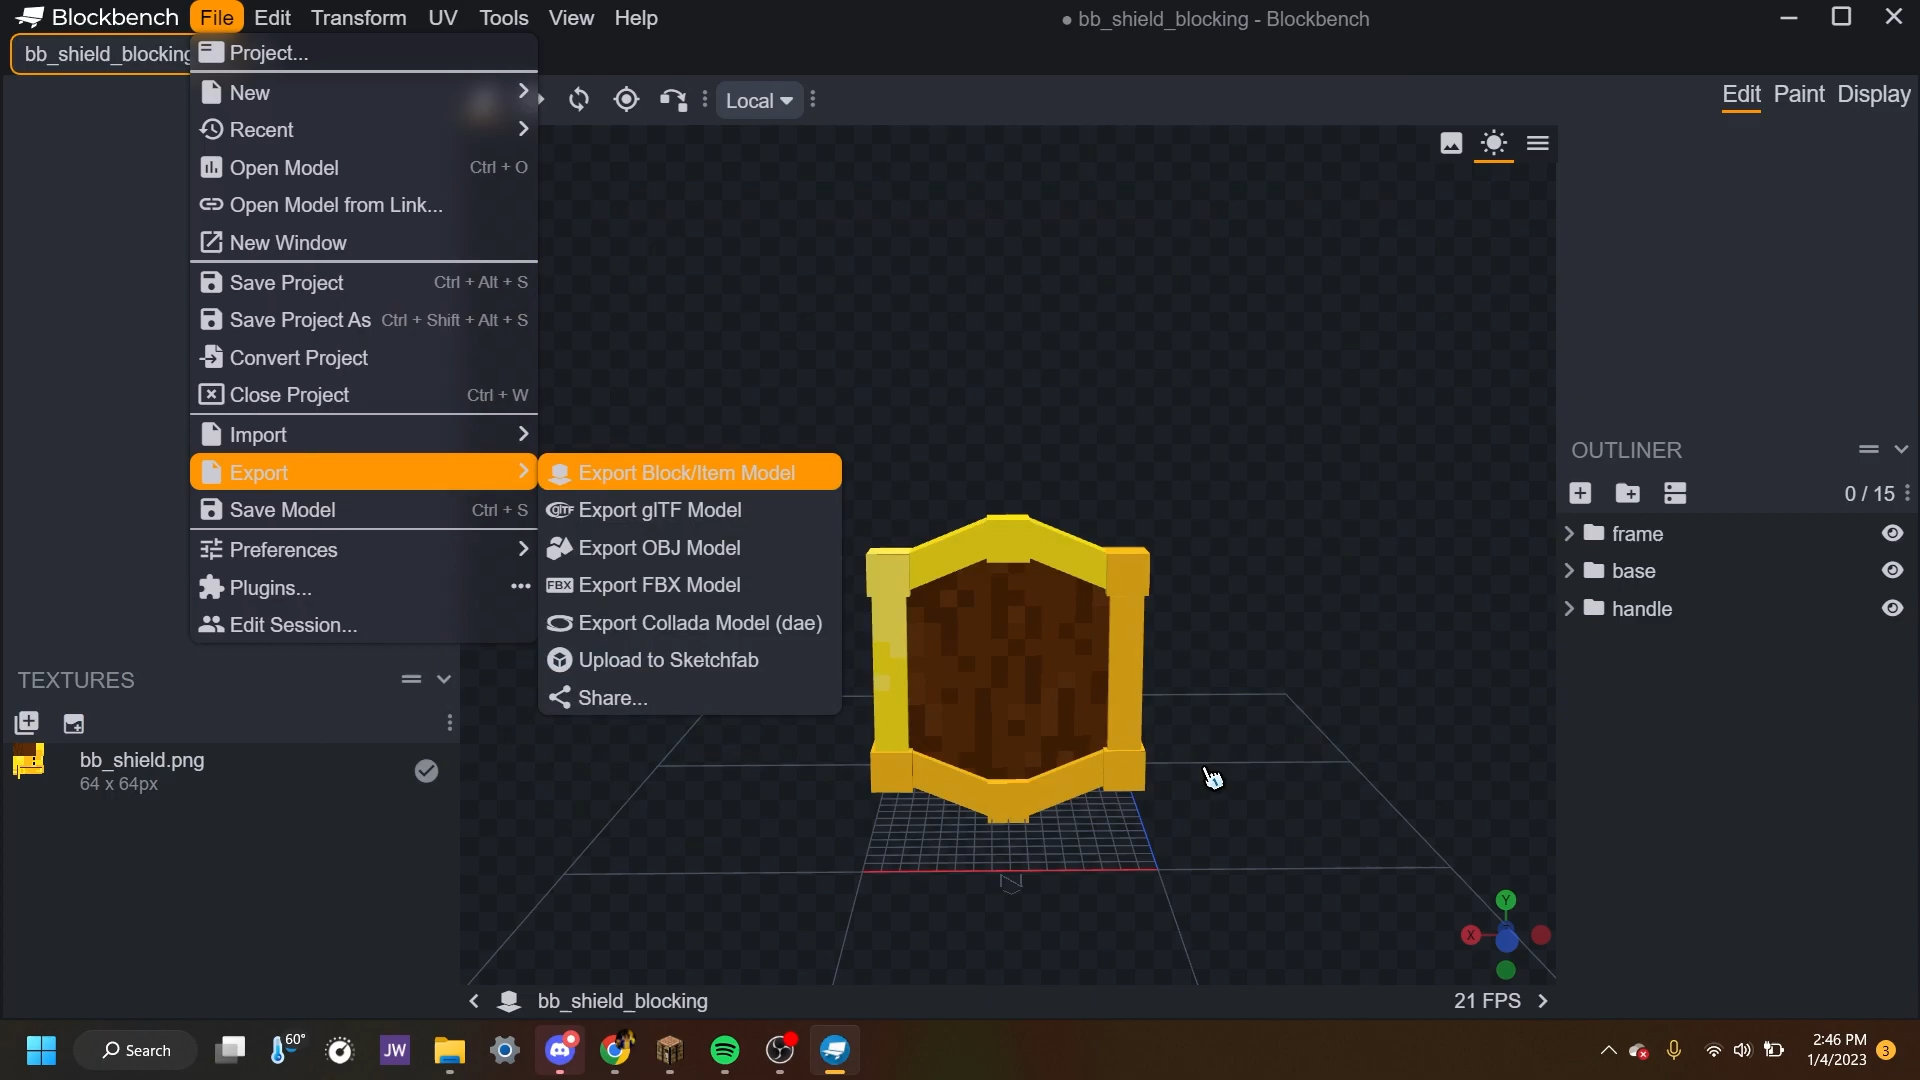 Blockbench
File Edit Transform UV Tools View Help
• bb_shield_blocking - Blockbench
bb_shield_blocking
Project...
New
Recent
Open Model Ctrl + O
Open Model from Link...
New Window
Save Project Ctrl + Alt + S
Save Project As Ctrl + Shift + Alt + S
Convert Project
Close Project Ctrl + W
Import
Export
Save Model Ctrl + S
Preferences
Plugins...
Edit Session...
Export Block/Item Model
glTF Export glTF Model
Export OBJ Model
FBX Export FBX Model
Export Collada Model (dae)
Upload to Sketchfab
Share...
Local
Edit Paint Display
OUTLINER
0 / 15
frame
base
handle
TEXTURES
bb_shield.png
64 x 64px
Y
X
bb_shield_blocking
21 FPS
Search
60°
JW
2:46 PM
1/4/2023
3